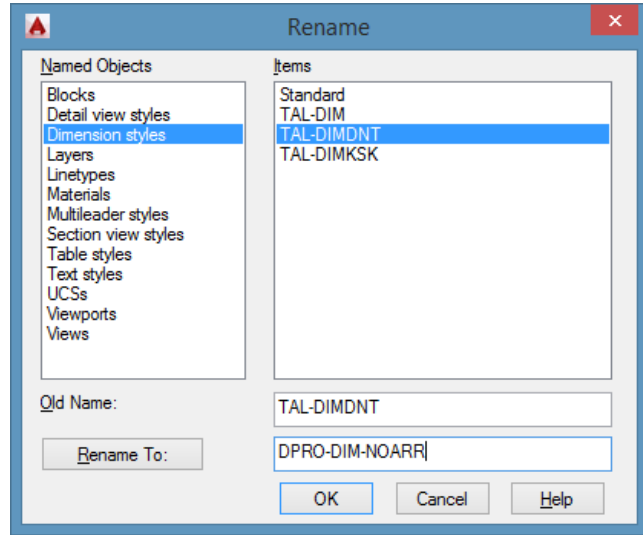 Rename
Named Objects
Blocks
Detail view styles
Dimension styles
Layers
Linetypes
Materials
Multileader styles
Section view styles
Table styles
Text styles
UCSs
Viewports
Views
Items
Standard
TAL-DIM
TAL-DIMDNT
TAL-DIMKSK
Old Name:
TAL-DIMDNT
Rename To:
DPRO-DIM-NOARR
OK Cancel Help